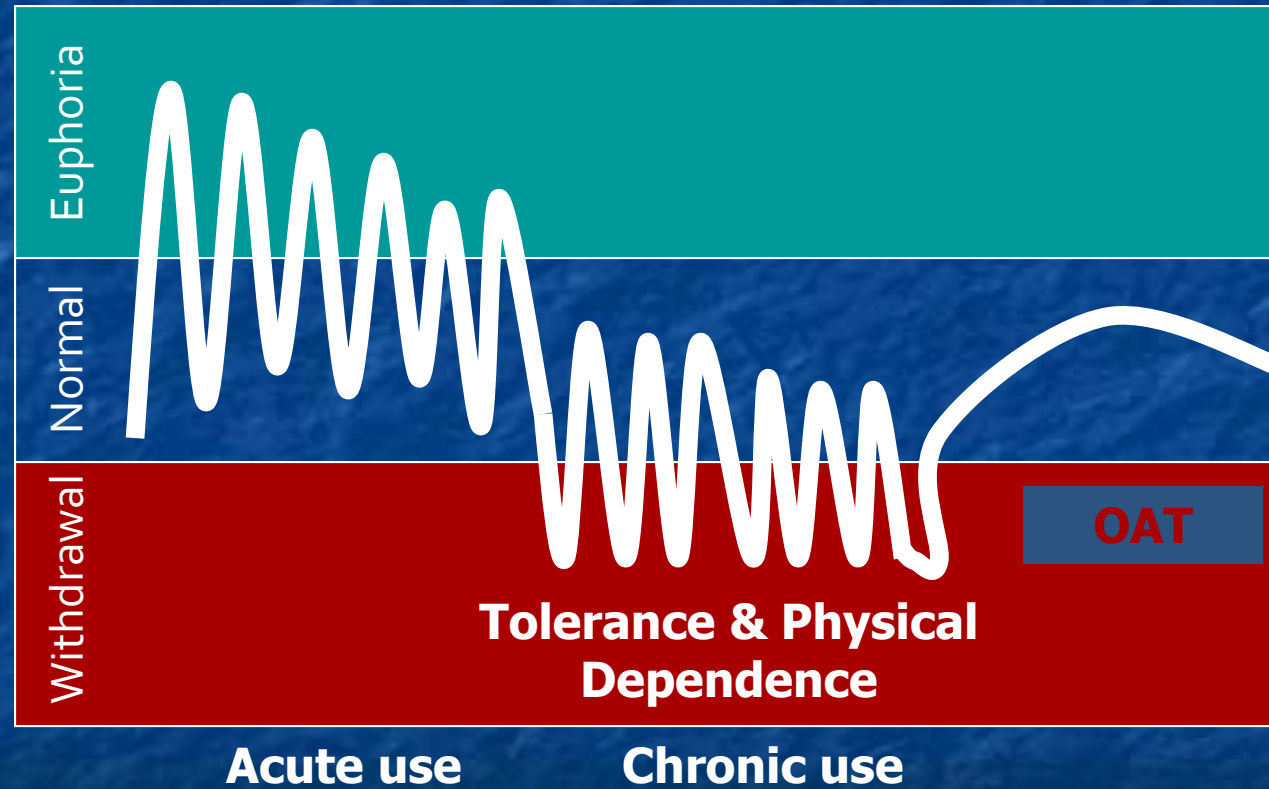 Euphoria
Normal
Withdrawal
OAT
Tolerance & Physical
Dependence
Acute use
Chronic use